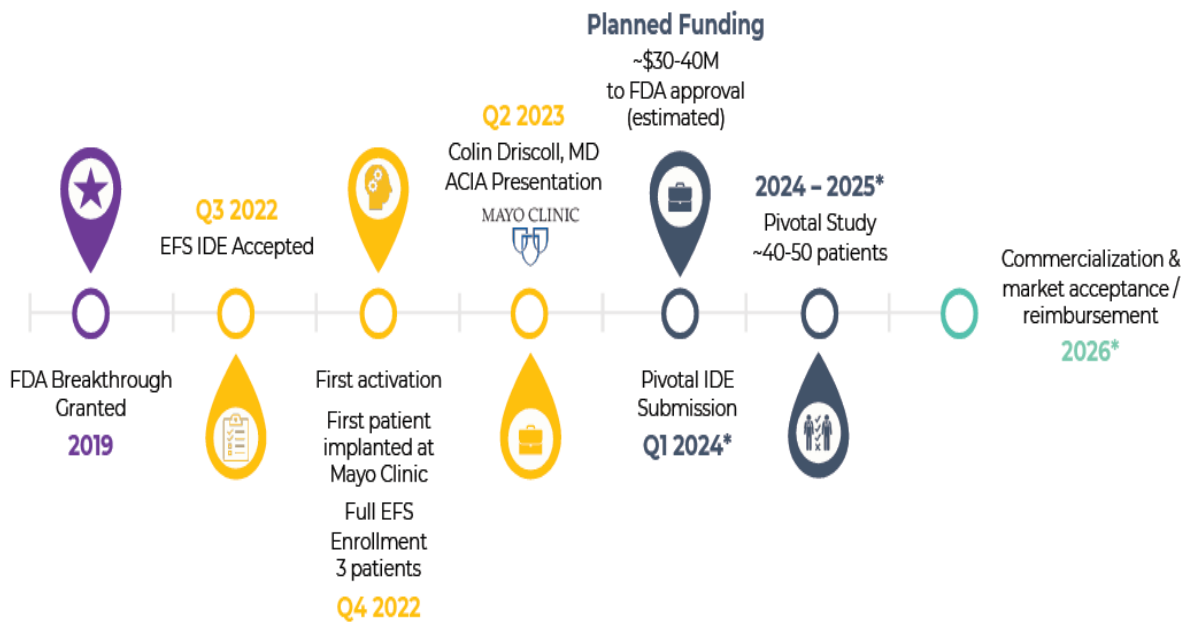 FDA Breakthrough
Granted
2019
Q3 2022
EFS IDE Accepted
First activation
First patient
implanted at
Mayo Clinic
Full EFS
Enrollment
3 patients
Q4 2022
Q2 2023
Colin Driscoll, MD
ACIA Presentation
MAYO CLINIC
Planned Funding
~$30-40M
to FDA approval
(estimated)
Pivotal IDE
Submission
Q1 2024*
2024 – 2025*
Pivotal Study
~40-50 patients
Commercialization &
market acceptance /
reimbursement
2026*